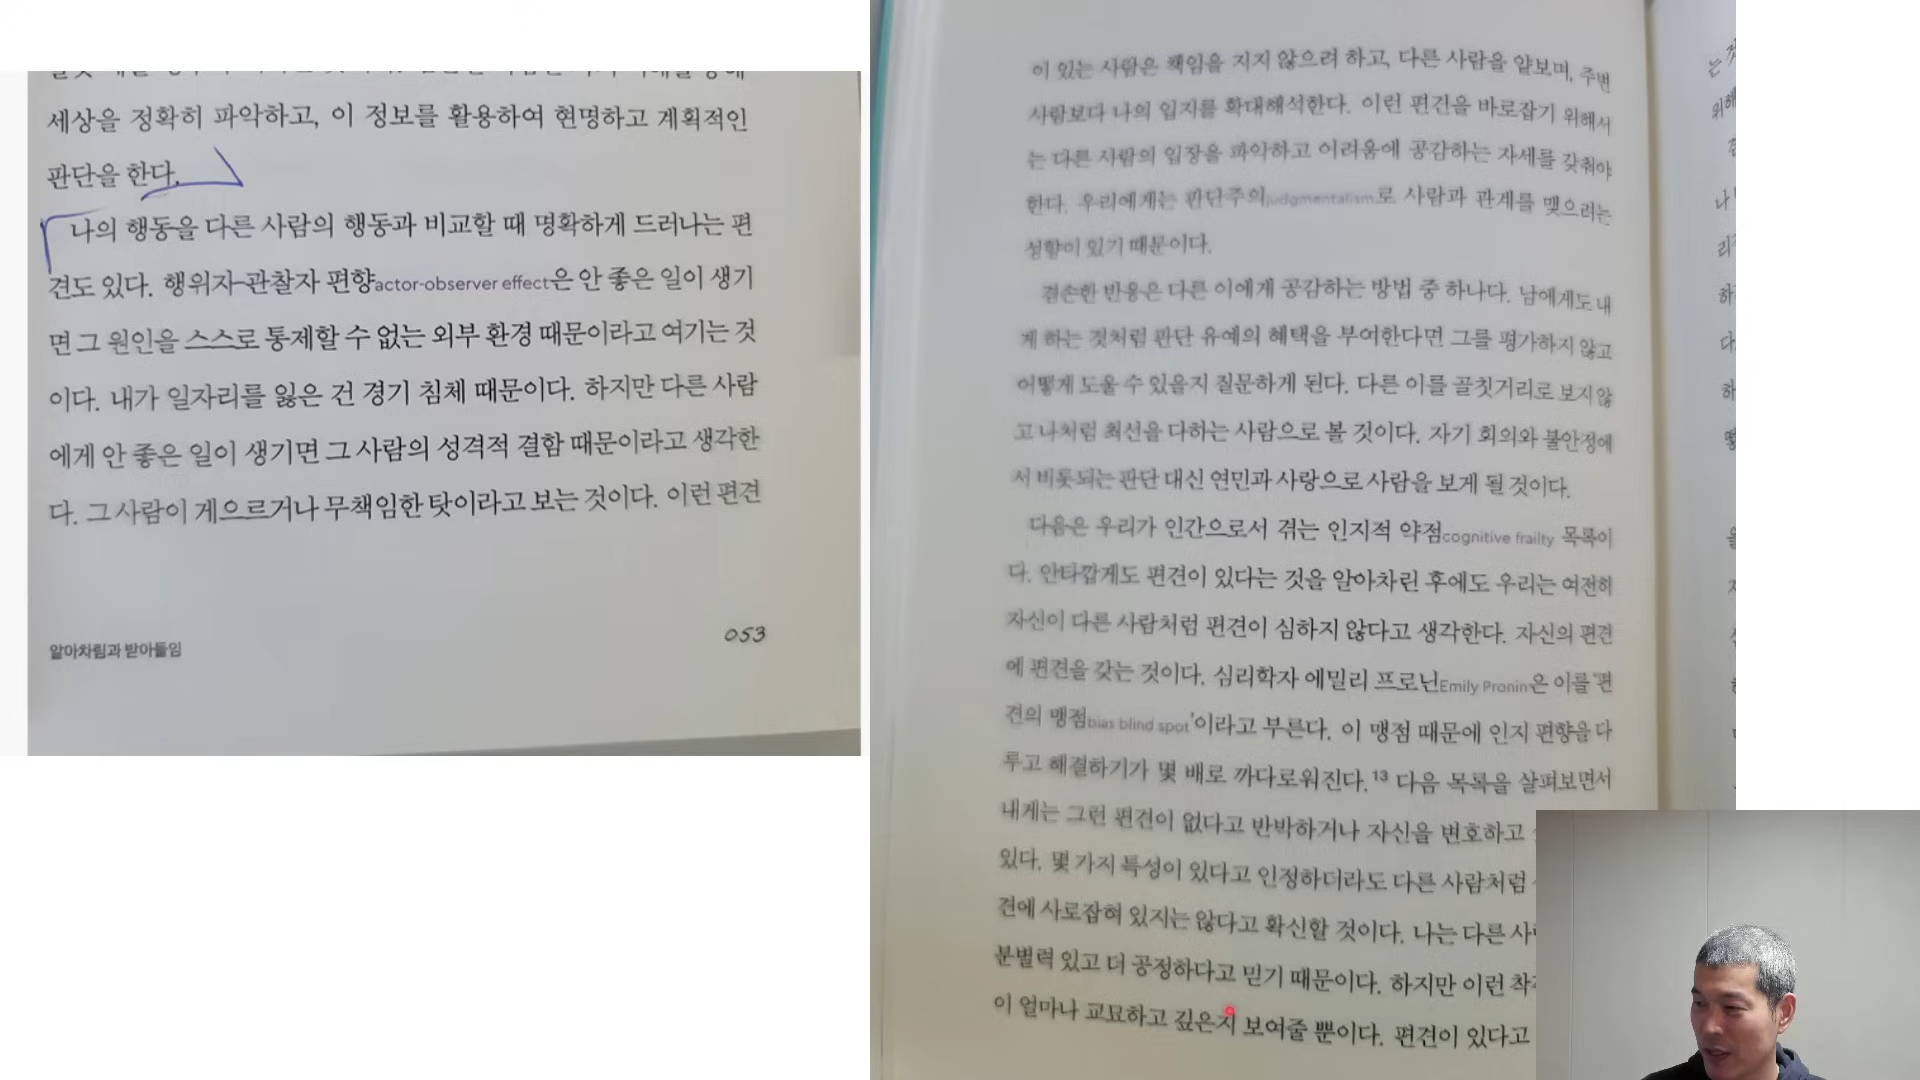 세상을 정확히 파악하고, 이 정보를 활용하여 현명하고 계획적인
판단을 한다.
나의 행동을 다른 사람의 행동과 비교할 때 명확하게 드러나는 편
견도 있다. 행위자-관찰자 편향actor-observer effect은 안 좋은 일이 생기
면 그 원인을 스스로 통제할 수 없는 외부 환경 때문이라고 여기는 것
이다. 내가 일자리를 잃은 건 경기 침체 때문이다. 하지만 다른 사람
에게 안 좋은 일이 생기면 그 사람의 성격적 결함 때문이라고 생각한
다. 그 사람이 게으르거나 무책임한 탓이라고 보는 것이다. 이런 편견
알아차림과 받아들임
053
이 있는 사람은 책임을 지지 않으려 하고, 다른 사람을 얕보며, 주변
사람보다 나의 입지를 확대해석한다. 이런 편견을 바로잡기 위해서
는 다른 사람의 입장을 파악하고 어려움에 공감하는 자세를 갖춰야
한다. 우리에게는 판단주의judgmentalism로 사람과 관계를 맺으려는
성향이 있기 때문이다.
겸손한 반응은 다른 이에게 공감하는 방법 중 하나다. 남에게도 내
게 하는 것처럼 판단 유예의 혜택을 부여한다면 그를 평가하지 않고
어떻게 도울 수 있을지 질문하게 된다. 다른 이를 골칫거리로 보지 않
고 나처럼 최선을 다하는 사람으로 볼 것이다. 자기 회의와 불안정에
서 비롯되는 판단 대신 연민과 사랑으로 사람을 보게 될 것이다.
다음은 우리가 인간으로서 겪는 인지적 약점cognitive frailty 목록이
다. 안타깝게도 편견이 있다는 것을 알아차린 후에도 우리는 여전히
자신이 다른 사람처럼 편견이 심하지 않다고 생각한다. 자신의 편견
에 편견을 갖는 것이다. 심리학자 에밀리 프로닌Emily Pronin은 이를 '편
견의 맹점bias blind spot'이라고 부른다. 이 맹점 때문에 인지 편향을 다
루고 해결하기가 몇 배로 까다로워진다.13 다음 목록을 살펴보면서
내게는 그런 편견이 없다고 반박하거나 자신을 변호하고
있다. 몇 가지 특성이 있다고 인정하더라도 다른 사람처럼
견에 사로잡혀 있지는 않다고 확신할 것이다. 나는 다른 사
분별력 있고 더 공정하다고 믿기 때문이다. 하지만 이런 착
이 얼마나 교묘하고 깊은지 보여줄 뿐이다. 편견이 있다고